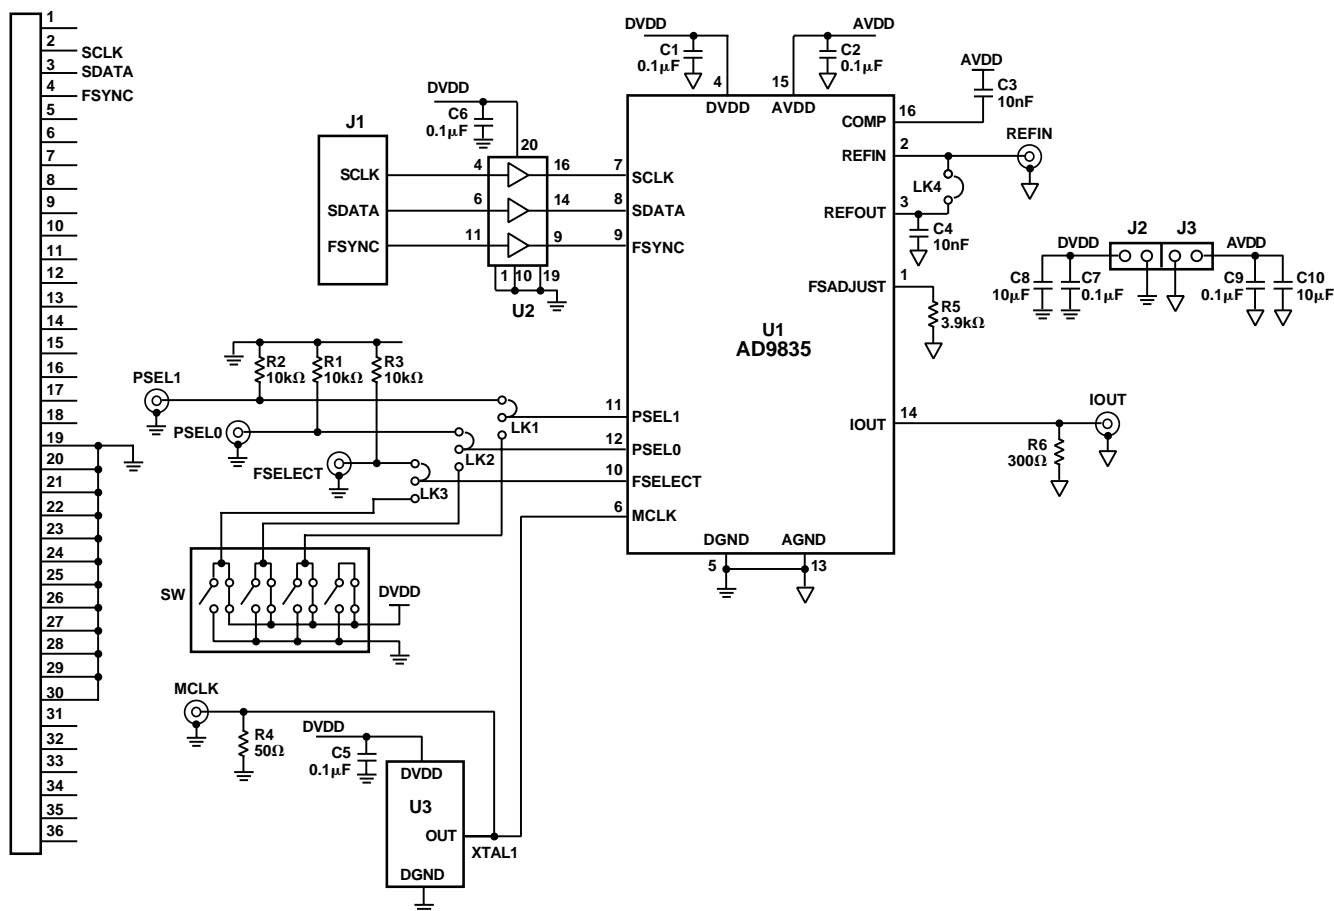 1
2
SCLK
3
SDATA
4
FSYNC
5
6
7
8
9
10
11
12
13
14
15
16
17
18
19
20
21
22
23
24
25
26
27
28
29
30
31
32
33
34
35
36
J1
SCLK
SDATA
FSYNC
DVDD
C6
0.1μF
20
4
16
6
14
11
9
1
10
19
U2
DVDD
C1
0.1μF
4
AVDD
C2
0.1μF
15
DVDD
AVDD
7
SCLK
8
SDATA
9
FSYNC
U1
AD9835
11
PSEL1
12
PSEL0
10
FSELECT
6
MCLK
COMP
16
REFIN
2
REFOUT
3
FSADJUST
1
IOUT
14
DGND
AGND
5
13
AVDD
C3
10nF
REFIN
LK4
C4
10nF
R5
3.9kΩ
J2
J3
DVDD
AVDD
C8
10μF
C7
0.1μF
C9
0.1μF
C10
10μF
IOUT
R6
300Ω
R2
10kΩ
R1
10kΩ
R3
10kΩ
PSEL1
PSEL0
FSELECT
LK1
LK2
LK3
SW
DVDD
MCLK
R4
50Ω
DVDD
C5
0.1μF
DVDD
U3
OUT
XTAL1
DGND